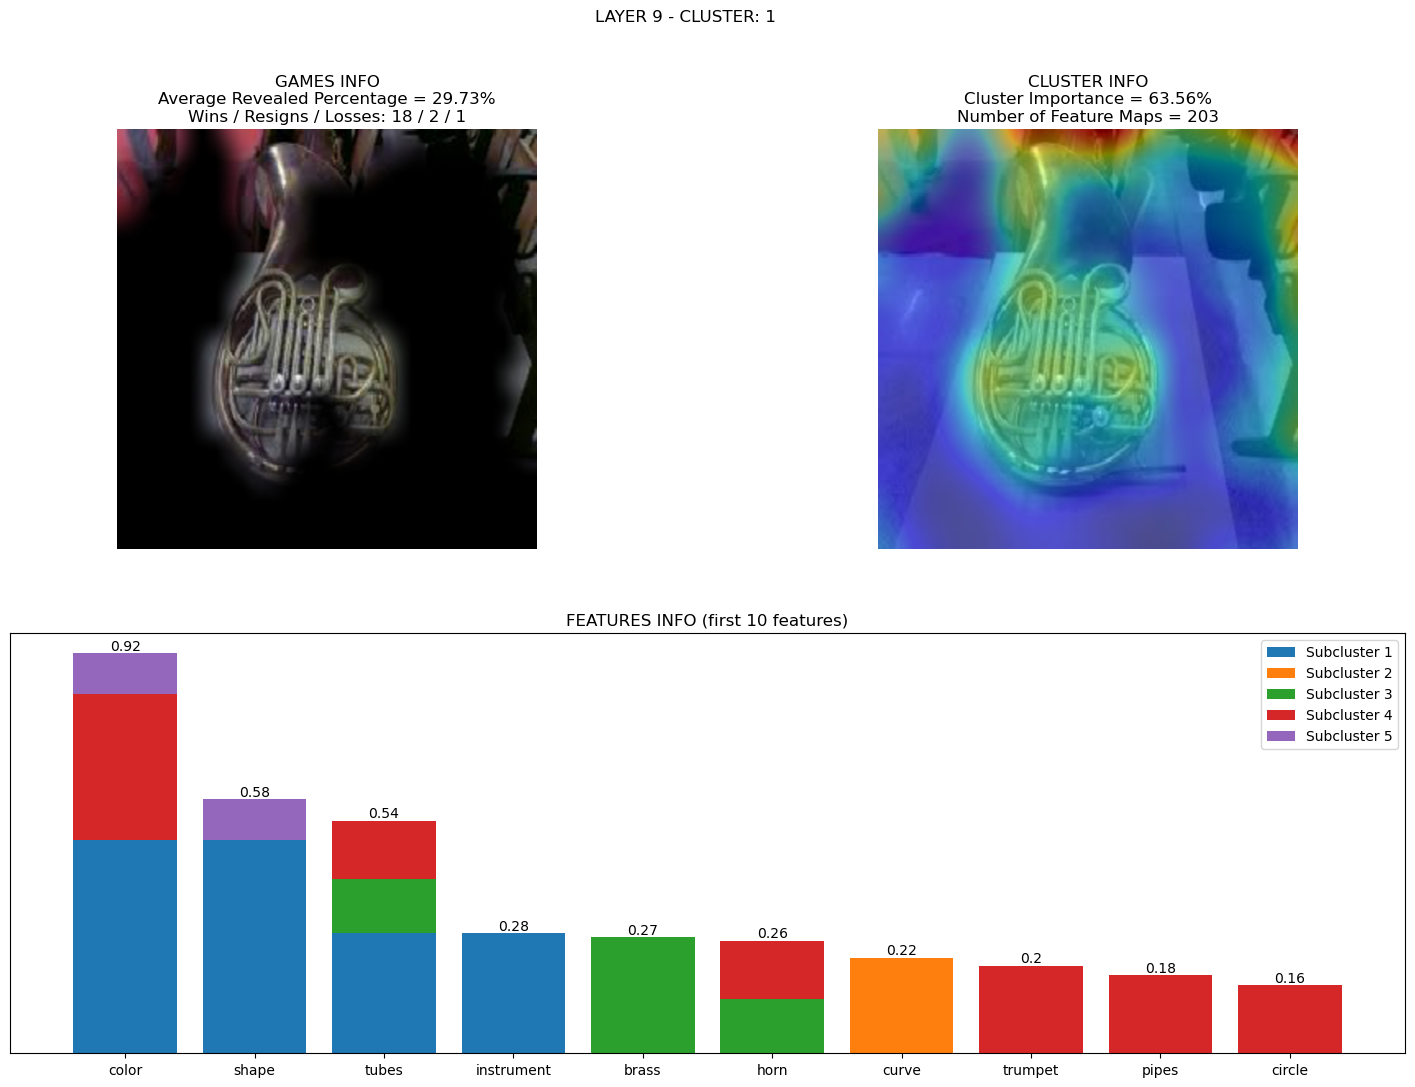 LAYER 9 - CLUSTER: 1
GAMES INFO
Average Revealed Percentage = 29.73%
Wins / Resigns / Losses: 18 / 2 / 1
CLUSTER INFO
Cluster Importance = 63.56%
Number of Feature Maps = 203
FEATURES INFO (first 10 features)
0.92
0.58
0.54
0.28
0.27
0.26
0.22
0.2
0.18
0.16
Subcluster 1
Subcluster 2
Subcluster 3
Subcluster 4
Subcluster 5
color
shape
tubes
instrument
brass
horn
curve
trumpet
pipes
circle